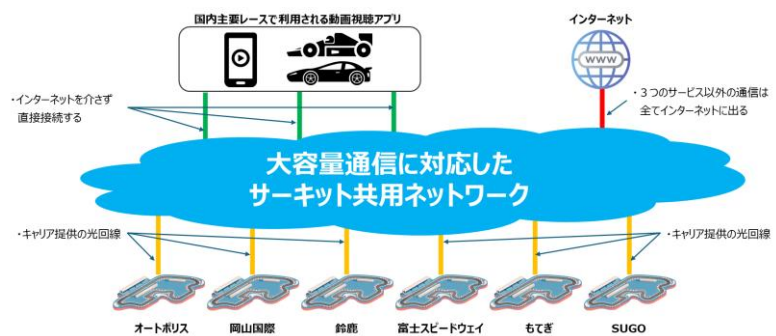 国内主要レースで利用される動画視聴アプリ
インターネット
WWW
・インターネットを介さず
直接接続する
・3つのサービス以外の通信は
全てインターネットに出る
大容量通信に対応した
サーキット共用ネットワーク
・キャリア提供の光回線
・キャリア提供の光回線
オートポリス
岡山国際
鈴鹿
富士スピードウェイ
もてぎ
SUGO